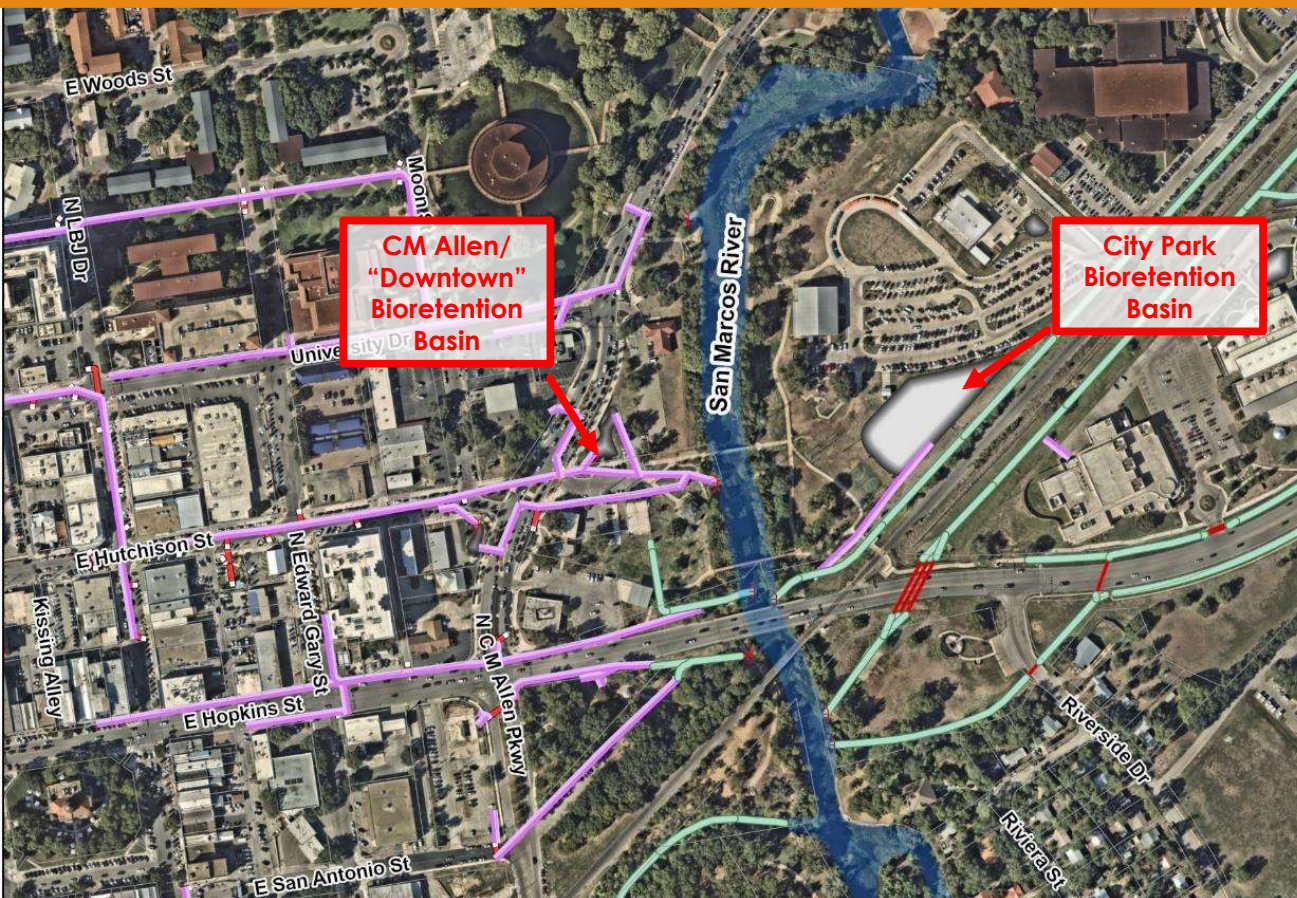 E Woods St
N LBJ Dr
Moon
CM Allen/
“Downtown”
Bioretention
Basin
City Park
Bioretention
Basin
San Marcos River
University Dr
E Hutchison St
N Edward Gary St
Kissing Alley
N C M Allen Pkwy
E Hopkins St
E San Antonio St
Riverside Dr
Riviera St